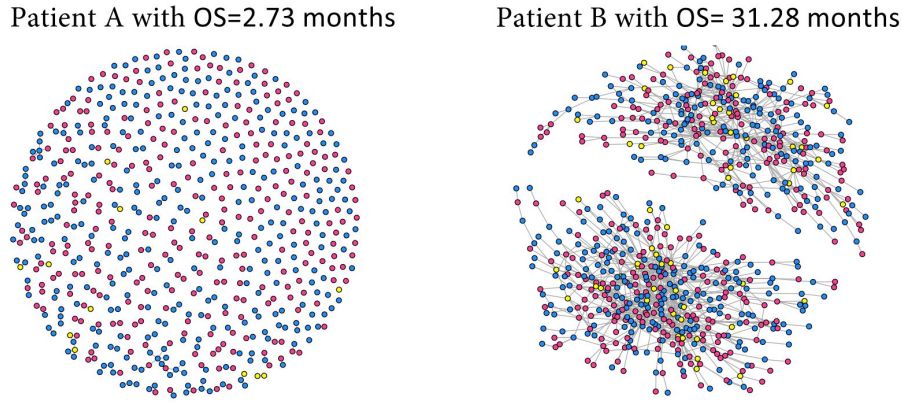 Patient A with OS=2.73 months
Patient B with OS= 31.28 months